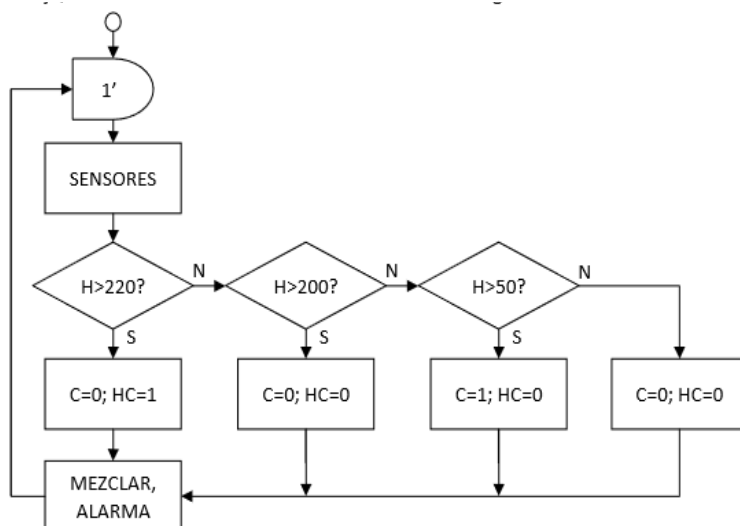 1’
SENSORES
H>220?
N
H>200?
N
H>50?
N
S
S
S
C=0; HC=1
C=0; HC=0
C=1; HC=0
C=0; HC=0
MEZCLAR,
ALARMA